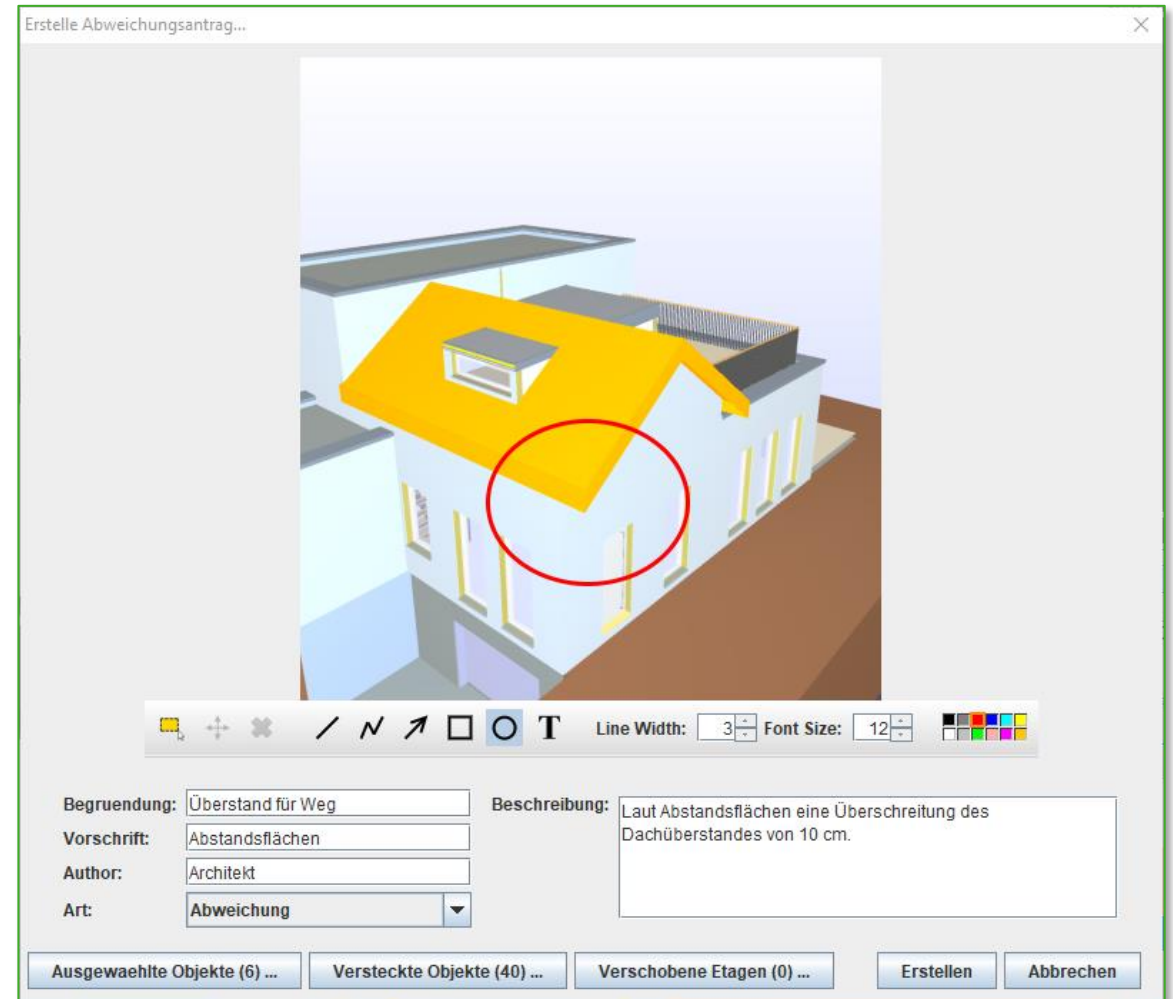 Erstelle Abweichungsantrag...
T Line Width: 3 Font Size: 12
Begruendung: Überstand für Weg
Vorschrift: Abstandsflächen
Author: Architekt
Art: Abweichung
Beschreibung: Laut Abstandsflächen eine Überschreitung des
Dachüberstandes von 10 cm.
Ausgewaehlte Objekte (6) ... Versteckte Objekte (40) ... Verschobene Etagen (0) ... Erstellen Abbrechen